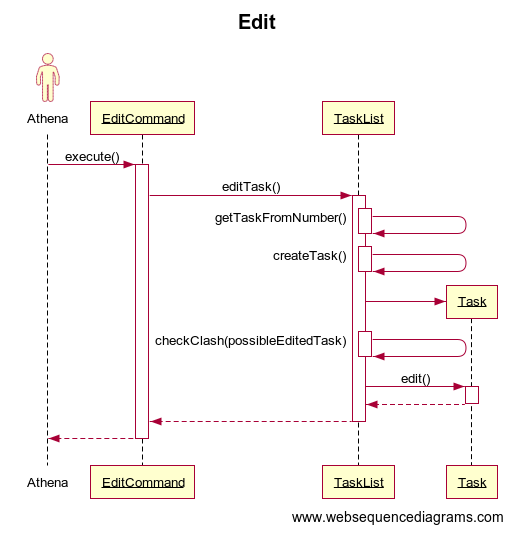 Edit
Athena
EditCommand
TaskList
execute()
editTask()
getTaskFromNumber()
createTask()
Task
checkClash(possibleEditedTask)
edit()
Athena
EditCommand
TaskList
Task
www.websequencediagrams.com